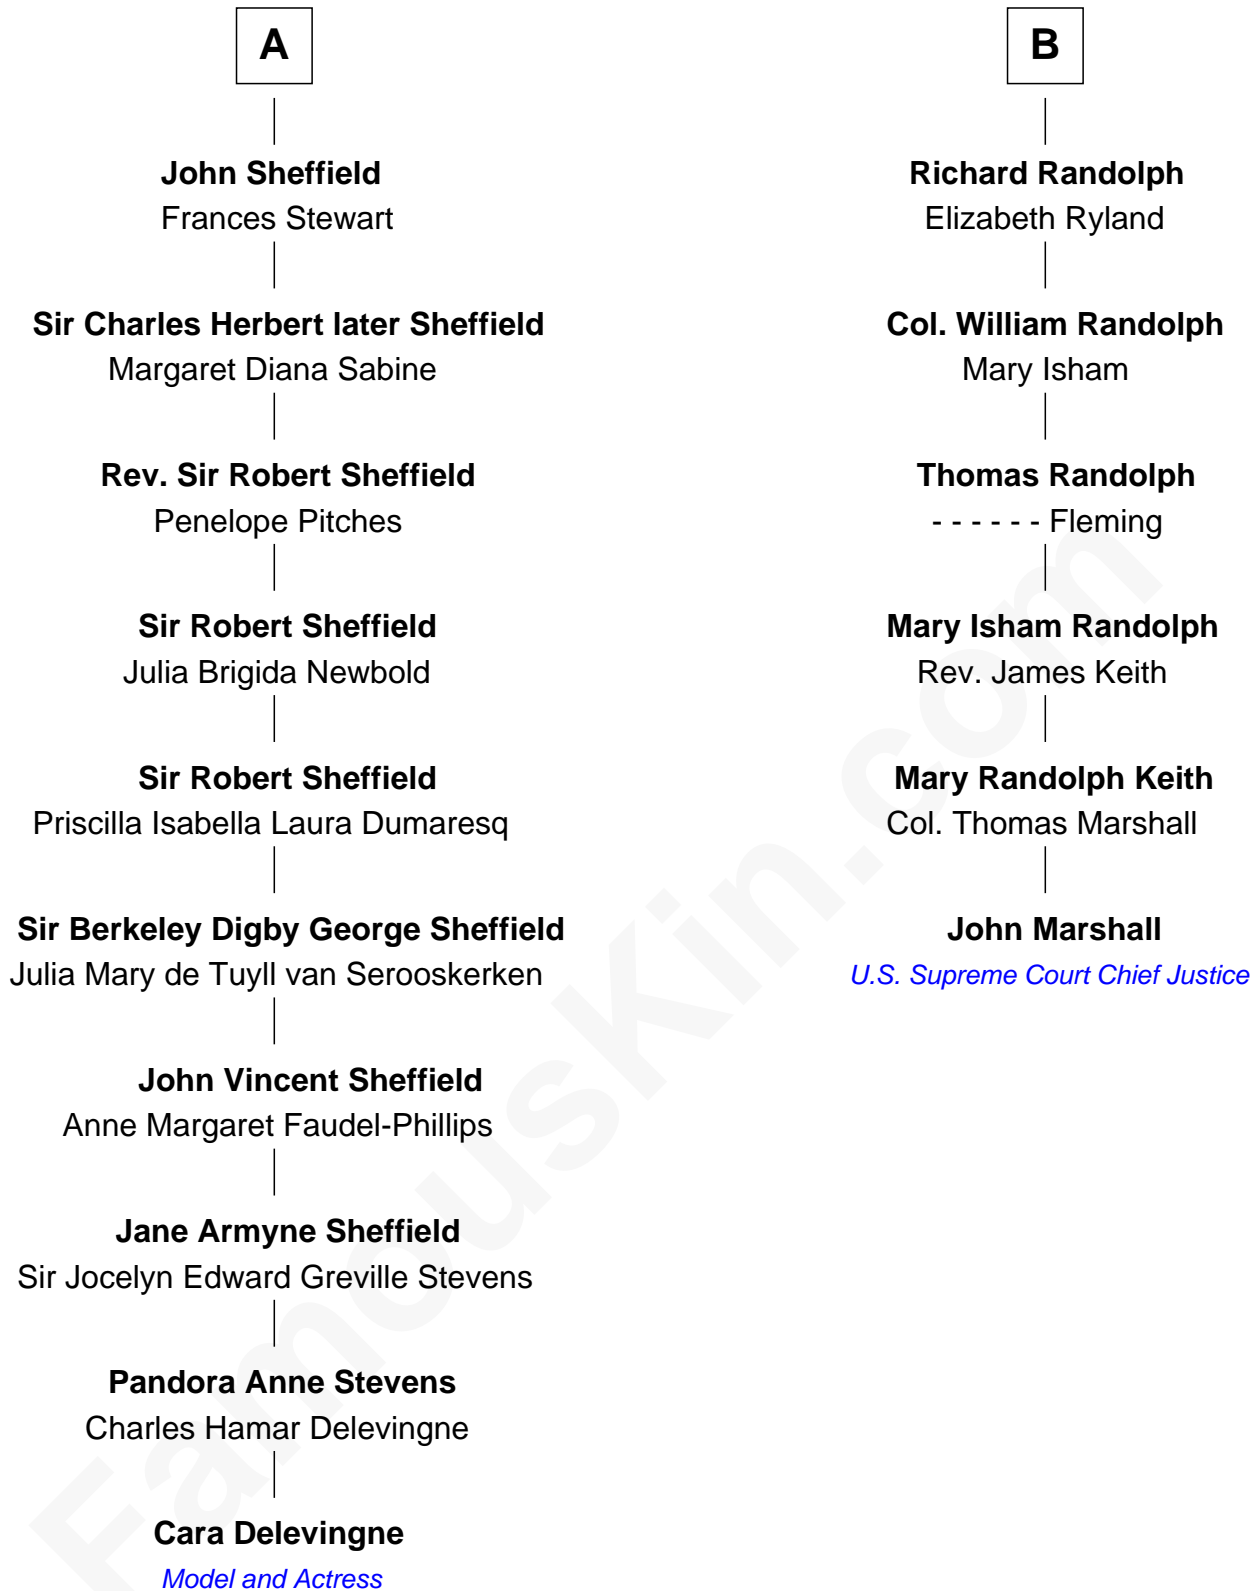 A
John Sheffield
Frances Stewart
Sir Charles Herbert later Sheffield
Margaret Diana Sabine
Rev. Sir Robert Sheffield
Penelope Pitches
Sir Robert Sheffield
Julia Brigida Newbold
Sir Robert Sheffield
Priscilla Isabella Laura Dumaresq
Sir Berkeley Digby George Sheffield
Julia Mary de Tuyll van Serooskerken
John Vincent Sheffield
Anne Margaret Faudel-Phillips
Jane Armyne Sheffield
Sir Jocelyn Edward Greville Stevens
Pandora Anne Stevens
Charles Hamar Delevingne
Cara Delevingne
Model and Actress
B
Richard Randolph
Elizabeth Ryland
Col. William Randolph
Mary Isham
Thomas Randolph
- - - - - - Fleming
Mary Isham Randolph
Rev. James Keith
Mary Randolph Keith
Col. Thomas Marshall
John Marshall
U.S. Supreme Court Chief Justice
FamousKin.com